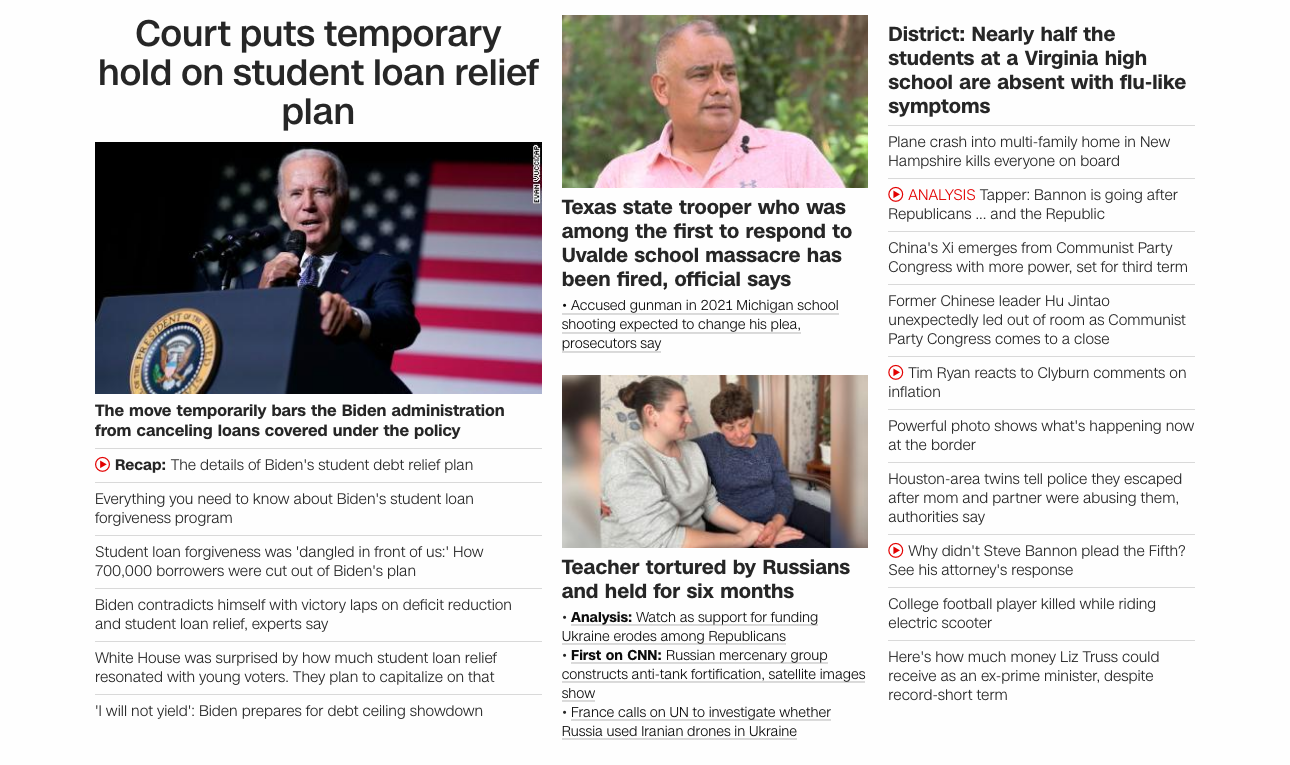 Court puts temporary
hold on student loan relief
plan
EVAN VUCCI/AP
SEAL OF THE PRESIDENT OF THE
The move temporarily bars the Biden administration
from canceling loans covered under the policy
Recap: The details of Biden's student debt relief plan
Everything you need to know about Biden's student loan
forgiveness program
Student loan forgiveness was 'dangled in front of us:' How
700,000 borrowers were cut out of Biden's plan
Biden contradicts himself with victory laps on deficit reduction
and student loan relief, experts say
White House was surprised by how much student loan relief
resonated with young voters. They plan to capitalize on that
'I will not yield': Biden prepares for debt ceiling showdown
Texas state trooper who was
among the first to respond to
Uvalde school massacre has
been fired, official says
• Accused gunman in 2021 Michigan school
shooting expected to change his plea,
prosecutors say
Teacher tortured by Russians
and held for six months
• Analysis: Watch as support for funding
Ukraine erodes among Republicans
• First on CNN: Russian mercenary group
constructs anti-tank fortification, satellite images
show
• France calls on UN to investigate whether
Russia used Iranian drones in Ukraine
District: Nearly half the
students at a Virginia high
school are absent with flu-like
symptoms
Plane crash into multi-family home in New
Hampshire kills everyone on board
ANALYSIS Tapper: Bannon is going after
Republicans ... and the Republic
China's Xi emerges from Communist Party
Congress with more power, set for third term
Former Chinese leader Hu Jintao
unexpectedly led out of room as Communist
Party Congress comes to a close
Tim Ryan reacts to Clyburn comments on
inflation
Powerful photo shows what's happening now
at the border
Houston-area twins tell police they escaped
after mom and partner were abusing them,
authorities say
Why didn't Steve Bannon plead the Fifth?
See his attorney's response
College football player killed while riding
electric scooter
Here's how much money Liz Truss could
receive as an ex-prime minister, despite
record-short term